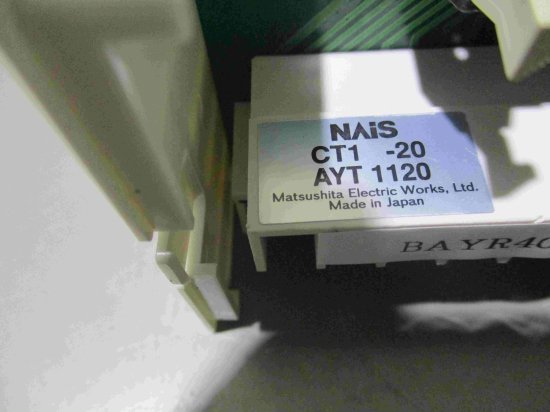 NAiS
CT1 -20
AYT 1120
Matsushita Electric Works, Ltd.
Made in Japan